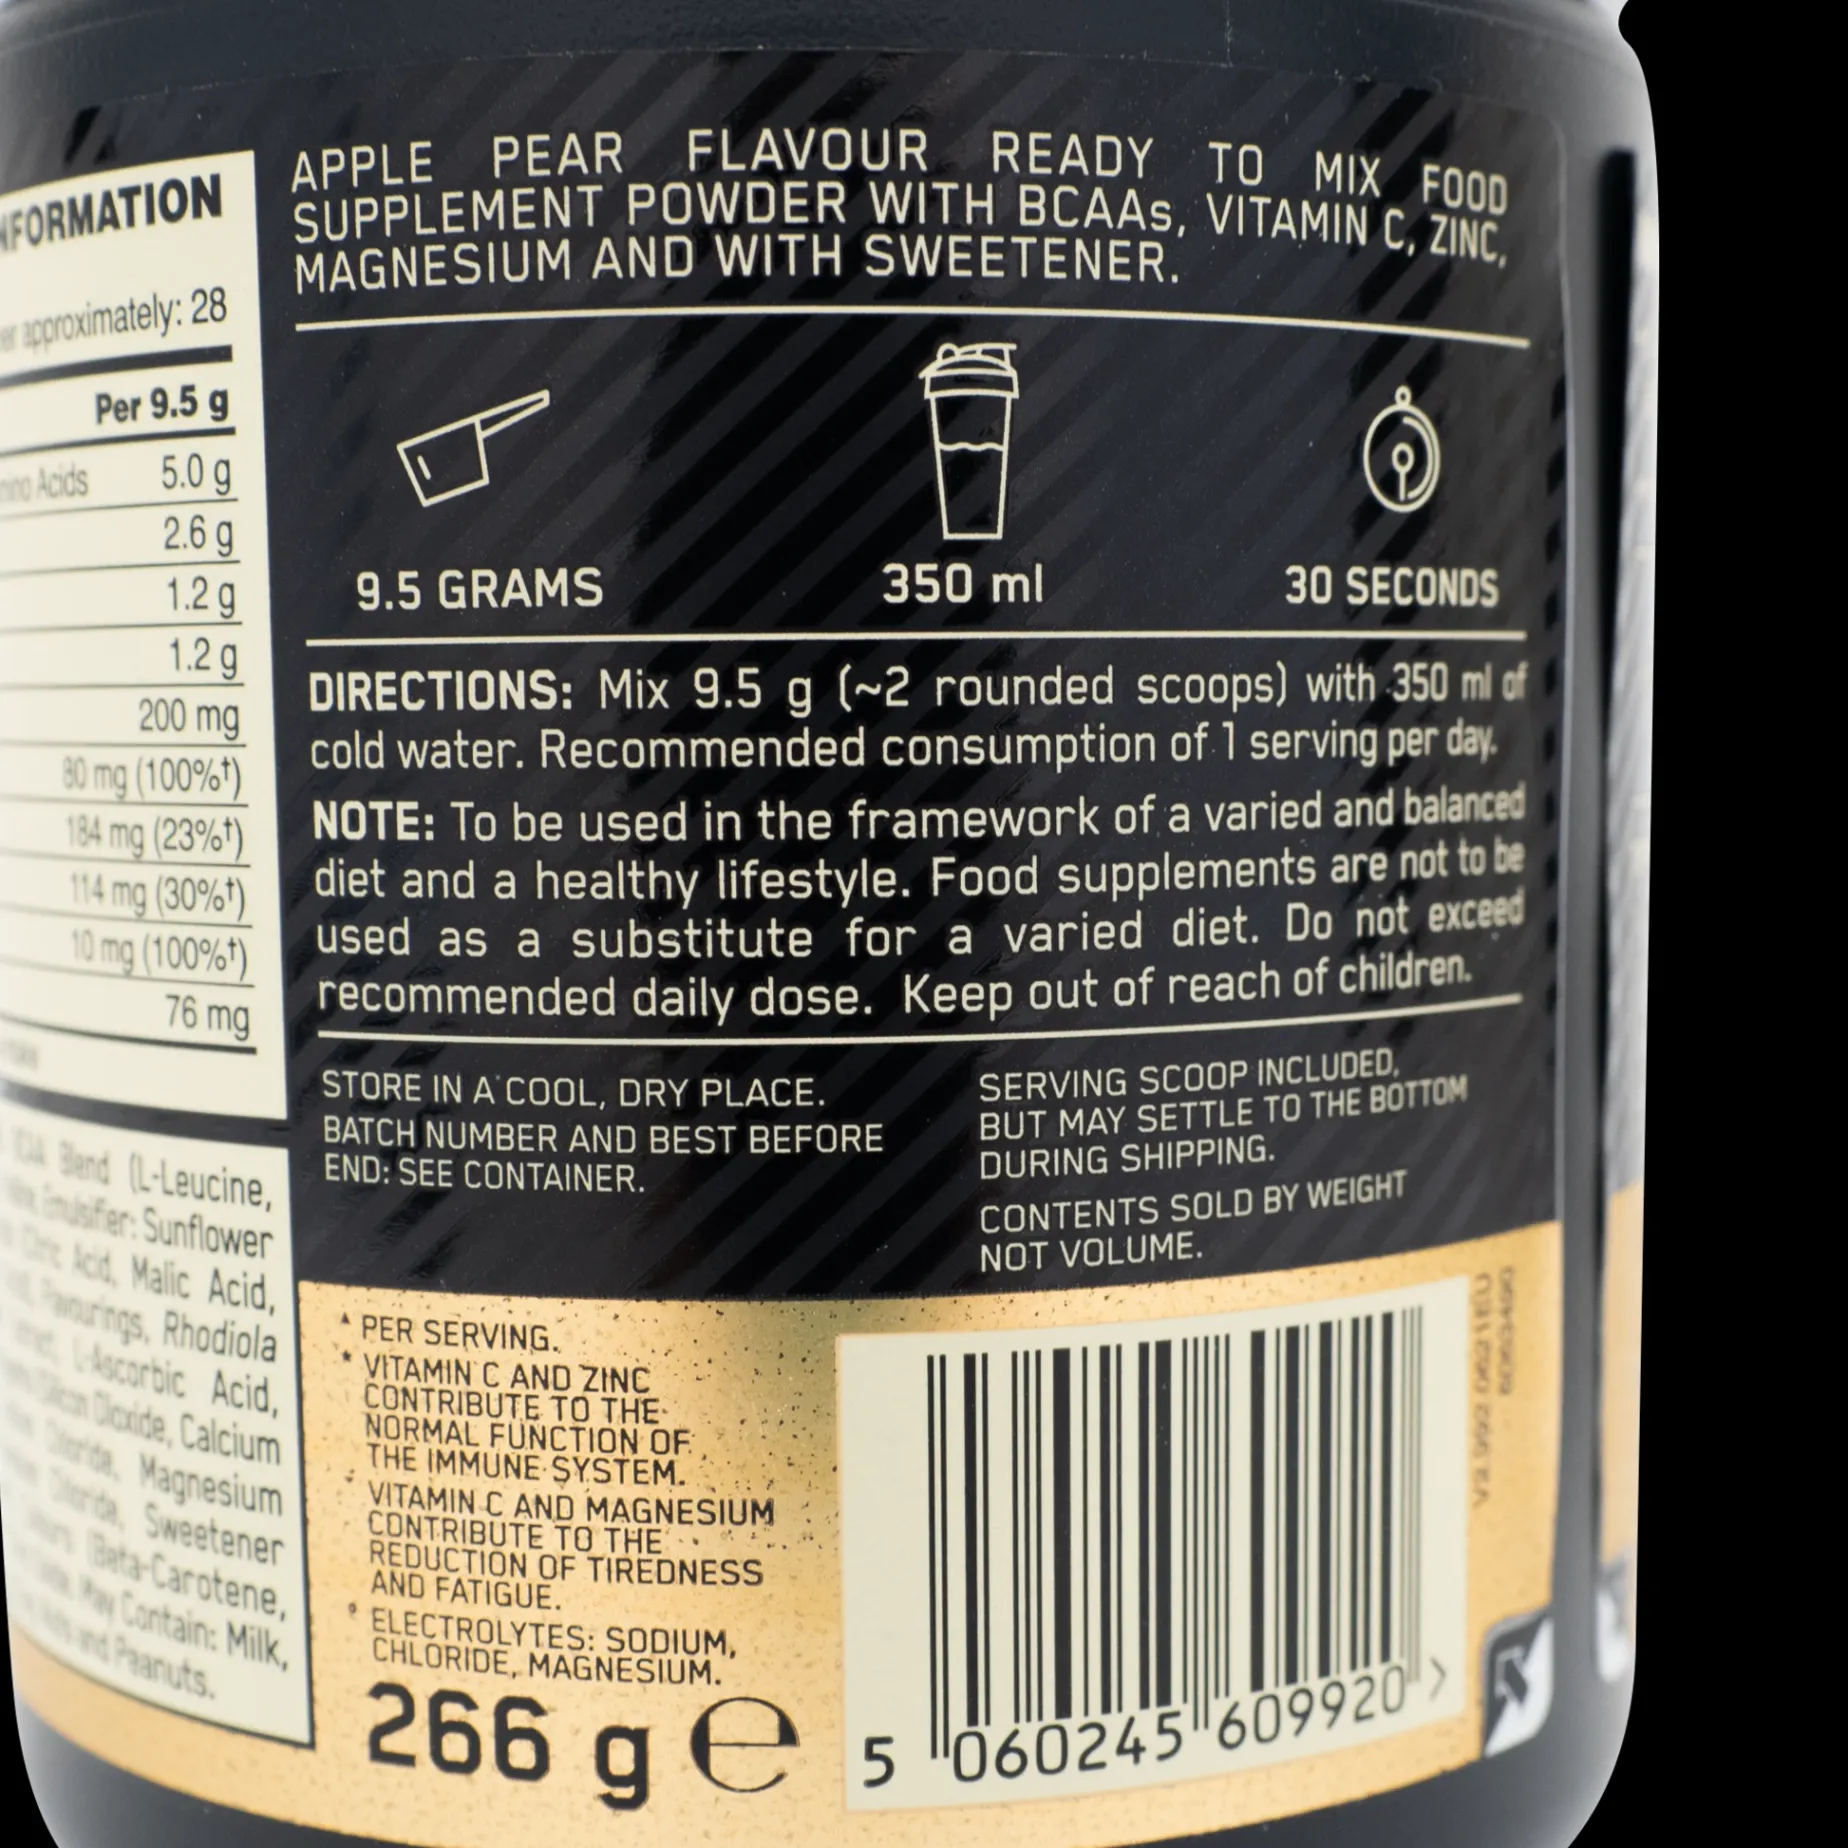 APPLE PEAR FLAVOUR READY TO MIX FOOD
SUPPLEMENT POWDER WITH BCAAs, VITAMIN C, ZINC,
MAGNESIUM AND WITH SWEETENER.
9.5 GRAMS
350 ml
30 SECONDS
DIRECTIONS: Mix 9.5 g (~2 rounded scoops) with 350 ml of
cold water. Recommended consumption of 1 serving per day.
NOTE: To be used in the framework of a varied and balanced
diet and a healthy lifestyle. Food supplements are not to be
used as a substitute for a varied diet. Do not exceed
recommended daily dose. Keep out of reach of children.
STORE IN A COOL, DRY PLACE.
BATCH NUMBER AND BEST BEFORE
END: SEE CONTAINER.
SERVING SCOOP INCLUDED,
BUT MAY SETTLE TO THE BOTTOM
DURING SHIPPING.
CONTENTS SOLD BY WEIGHT
NOT VOLUME.
▲ PER SERVING.
* VITAMIN C AND ZINC
CONTRIBUTE TO THE
NORMAL FUNCTION OF
THE IMMUNE SYSTEM.
VITAMIN C AND MAGNESIUM
CONTRIBUTE TO THE
REDUCTION OF TIREDNESS
AND FATIGUE.
° ELECTROLYTES: SODIUM,
CHLORIDE, MAGNESIUM.
266 g ℮
5 060245 609920 >
NFORMATION
approximately: 28
Per 9.5 g
Acids 5.0 g
2.6 g
1.2 g
1.2 g
200 mg
80 mg (100%†)
184 mg (23%†)
114 mg (30%†)
10 mg (100%†)
76 mg
Blend (L-Leucine,
Emulsifier: Sunflower
Acid, Malic Acid,
Flavourings, Rhodiola
L-Ascorbic Acid,
Silicon Dioxide, Calcium
Chloride, Magnesium
Chloride, Sweetener
(Beta-Carotene,
May Contain: Milk,
and Peanuts.